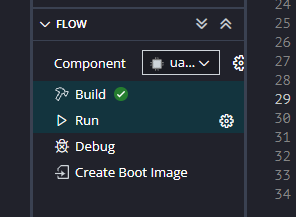 FLOW
Component ua...
Build
Run
Debug
Create Boot Image
24
25
26
27
28
29
30
31
32
33
34